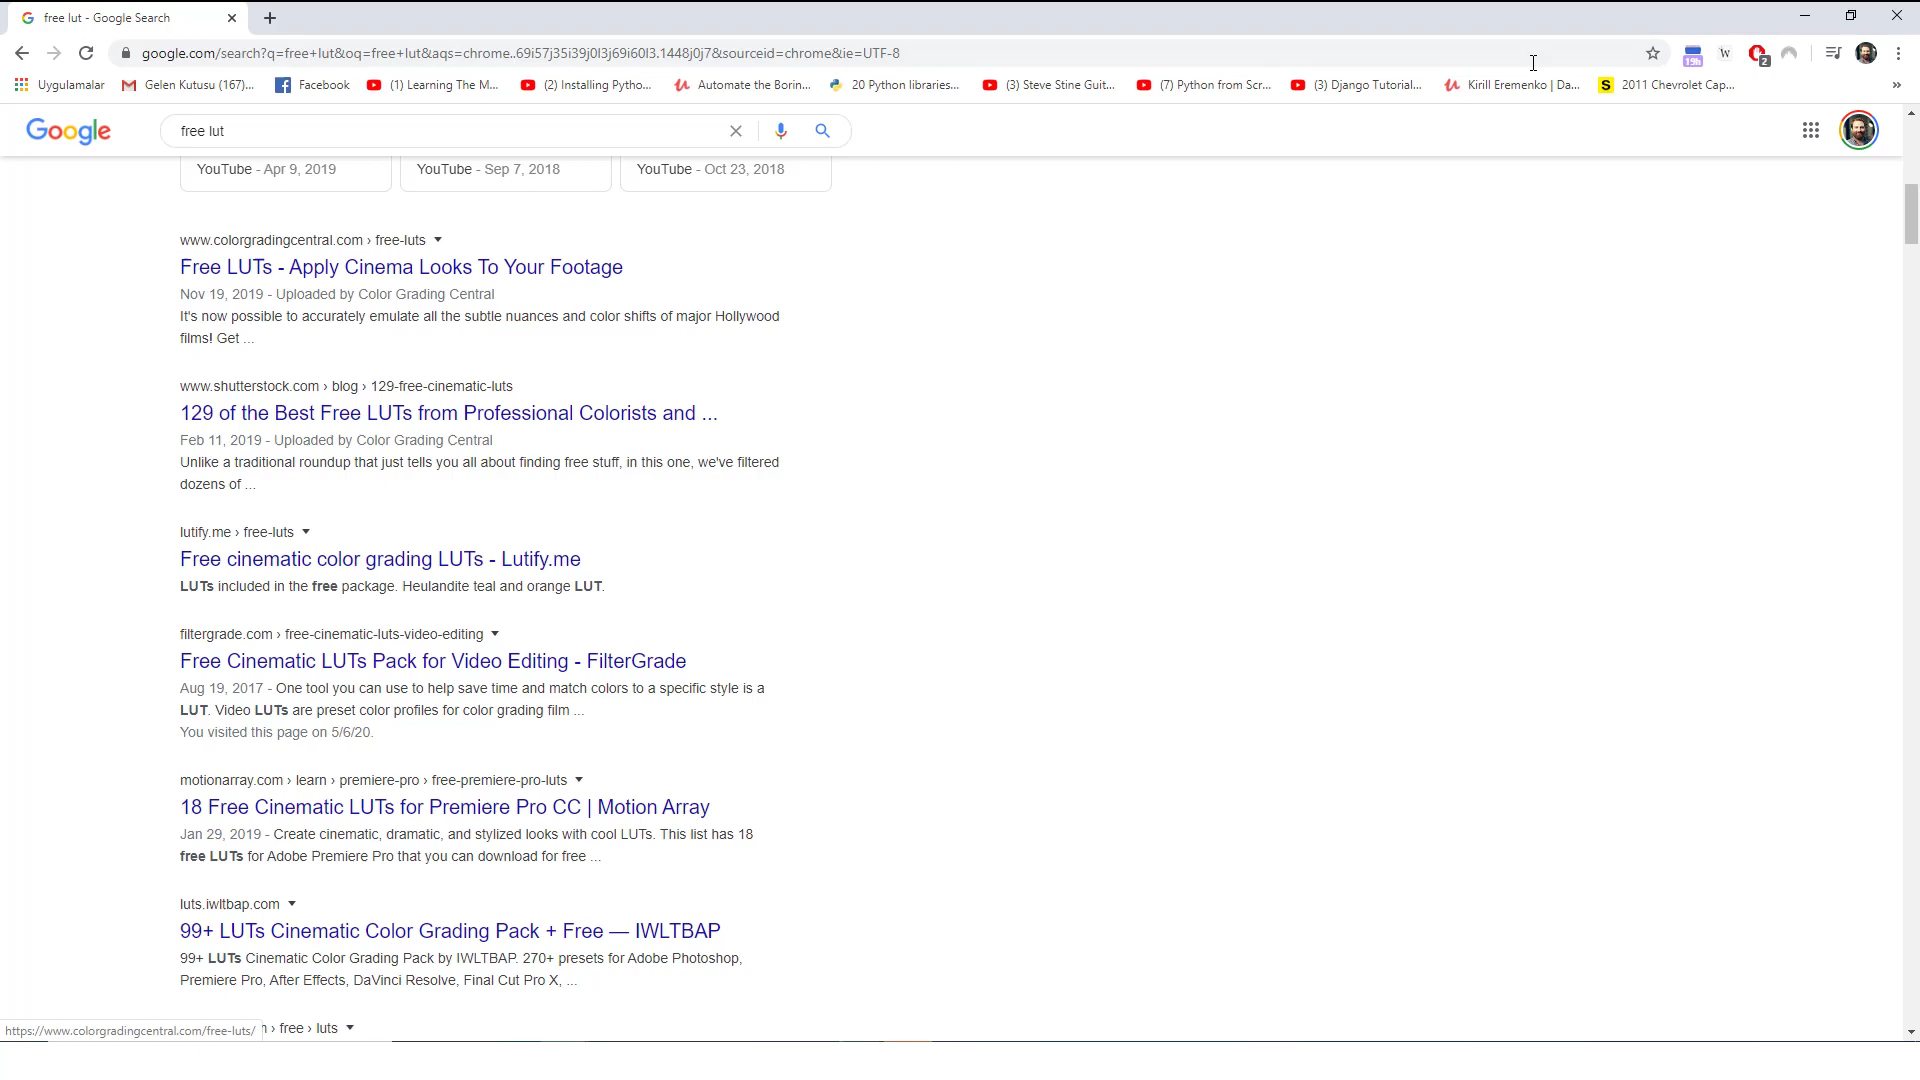 free lut - Google Search
google.com/search?q=free+lut&oq=free+lut&aqs=chrome..69i57j35i39j0l3j69i60l3.1448j0j7&sourceid=chrome&ie=UTF-8
19h
W
2
Uygulamalar
Gelen Kutusu (167)...
Facebook
(1) Learning The M...
(2) Installing Pytho...
Automate the Borin...
20 Python libraries...
(3) Steve Stine Guit...
(7) Python from Scr...
(3) Django Tutorial...
Kirill Eremenko | Da...
S
2011 Chevrolet Cap...
Google
free lut
YouTube - Apr 9, 2019
YouTube - Sep 7, 2018
YouTube - Oct 23, 2018
www.colorgradingcentral.com › free-luts
Free LUTs - Apply Cinema Looks To Your Footage
Nov 19, 2019 - Uploaded by Color Grading Central
It's now possible to accurately emulate all the subtle nuances and color shifts of major Hollywood
films! Get ...
www.shutterstock.com › blog › 129-free-cinematic-luts
129 of the Best Free LUTs from Professional Colorists and ...
Feb 11, 2019 - Uploaded by Color Grading Central
Unlike a traditional roundup that just tells you all about finding free stuff, in this one, we've filtered
dozens of ...
lutify.me › free-luts
Free cinematic color grading LUTs - Lutify.me
LUTs included in the free package. Heulandite teal and orange LUT.
filtergrade.com › free-cinematic-luts-video-editing
Free Cinematic LUTs Pack for Video Editing - FilterGrade
Aug 19, 2017 - One tool you can use to help save time and match colors to a specific style is a
LUT. Video LUTs are preset color profiles for color grading film ...
You visited this page on 5/6/20.
motionarray.com › learn › premiere-pro › free-premiere-pro-luts
18 Free Cinematic LUTs for Premiere Pro CC | Motion Array
Jan 29, 2019 - Create cinematic, dramatic, and stylized looks with cool LUTs. This list has 18
free LUTs for Adobe Premiere Pro that you can download for free ...
luts.iwltbap.com
99+ LUTs Cinematic Color Grading Pack + Free — IWLTBAP
99+ LUTs Cinematic Color Grading Pack by IWLTBAP. 270+ presets for Adobe Photoshop,
Premiere Pro, After Effects, DaVinci Resolve, Final Cut Pro X, ...
› free › luts
https://www.colorgradingcentral.com/free-luts/